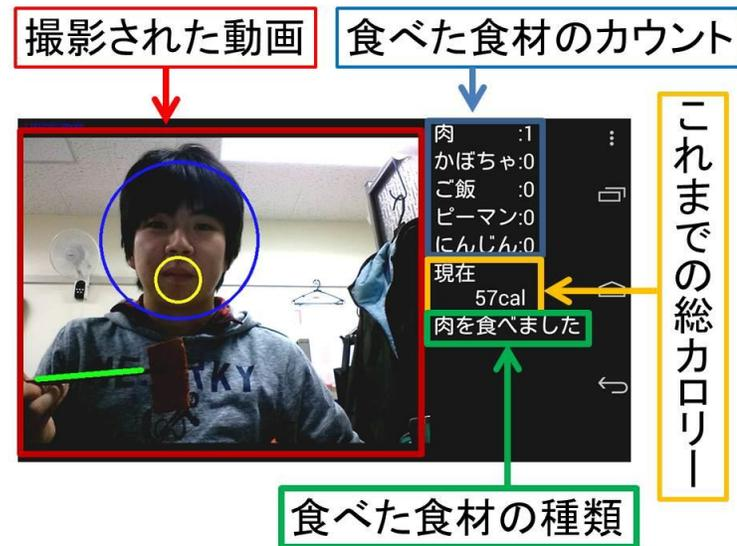 撮影された動画
食べた食材のカウント
肉 :1
かぼちゃ:0
ご飯 :0
ピーマン:0
にんじん:0
現在
57cal
肉を食べました
これまでの総カロリー
食べた食材の種類